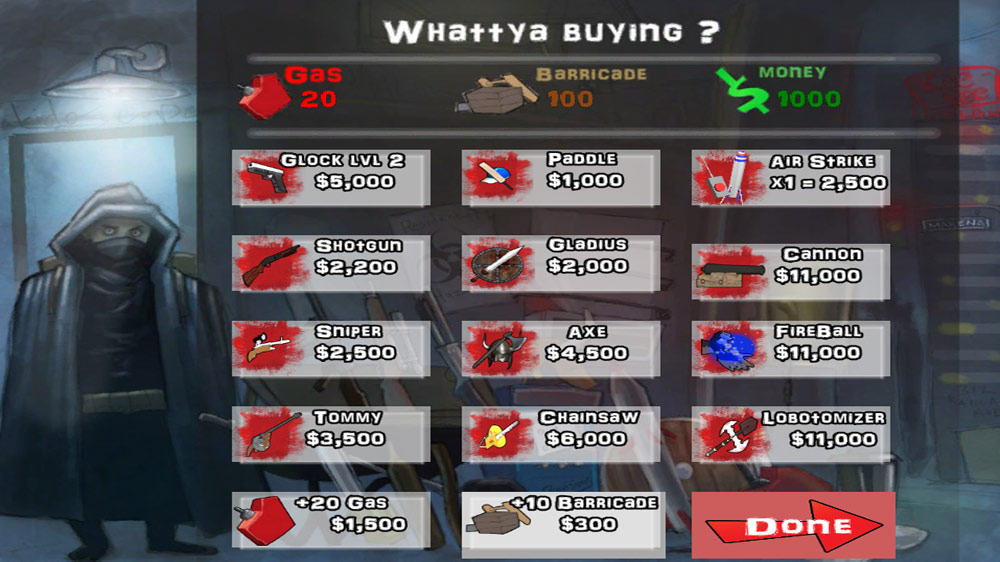 Whattya buying ?
Gas
20
Barricade
100
Money
1000
Glock lvl 2
$5,000
Paddle
$1,000
Air Strike
x1 = 2,500
Shotgun
$2,200
Gladius
$2,000
Cannon
$11,000
Sniper
$2,500
Axe
$4,500
FireBall
$11,000
Tommy
$3,500
Chainsaw
$6,000
Lobotomizer
$11,000
+20 Gas
$1,500
+10 Barricade
$300
Done